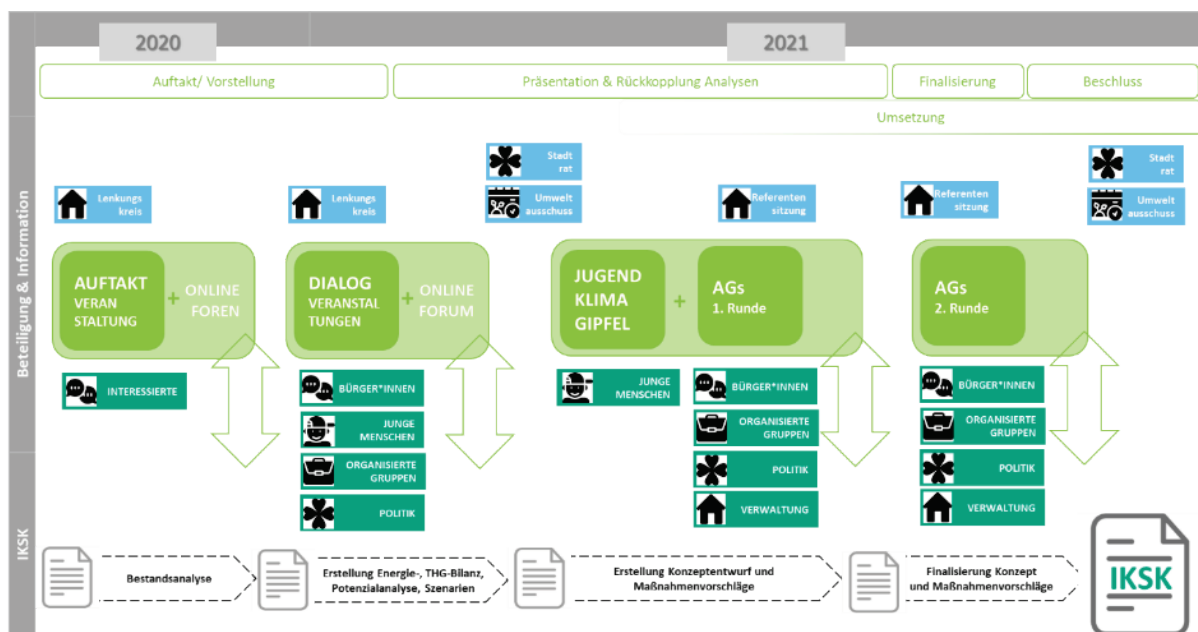 2020
2021
Auftakt/ Vorstellung
Präsentation & Rückkopplung Analysen
Finalisierung
Beschluss
Umsetzung
Beteiligung & Information
Lenkungs
kreis
Lenkungs
kreis
Stadt
rat
Umwelt
ausschuss
Referenten
sitzung
Referenten
sitzung
Stadt
rat
Umwelt
ausschuss
AUFTAKT
VERAN
STALTUNG
+
ONLINE
FOREN
DIALOG
VERANSTAL
TUNGEN
+
ONLINE
FORUM
JUGEND
KLIMA
GIPFEL
+
AGs
1. Runde
AGs
2. Runde
INTERESSIERTE
BÜRGER*INNEN
JUNGE
MENSCHEN
ORGANISIERTE
GRUPPEN
POLITIK
JUNGE
MENSCHEN
BÜRGER*INNEN
ORGANISIERTE
GRUPPEN
POLITIK
VERWALTUNG
BÜRGER*INNEN
ORGANISIERTE
GRUPPEN
POLITIK
VERWALTUNG
IKSK
Bestandsanalyse
Erstellung Energie-, THG-Bilanz,
Potenzialanalyse, Szenarien
Erstellung Konzeptentwurf und
Maßnahmenvorschläge
Finalisierung Konzept
und Maßnahmenvorschläge
IKSK